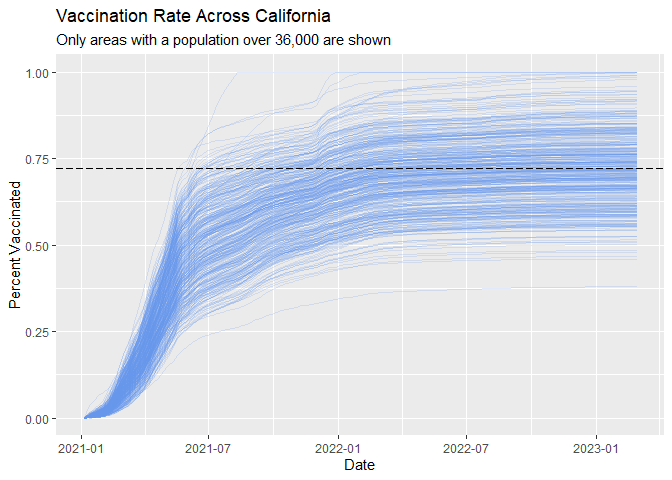 Vaccination Rate Across California
Only areas with a population over 36,000 are shown
Percent Vaccinated
1.00
0.75
0.50
0.25
0.00
2021-01
2021-07
2022-01
2022-07
2023-01
Date